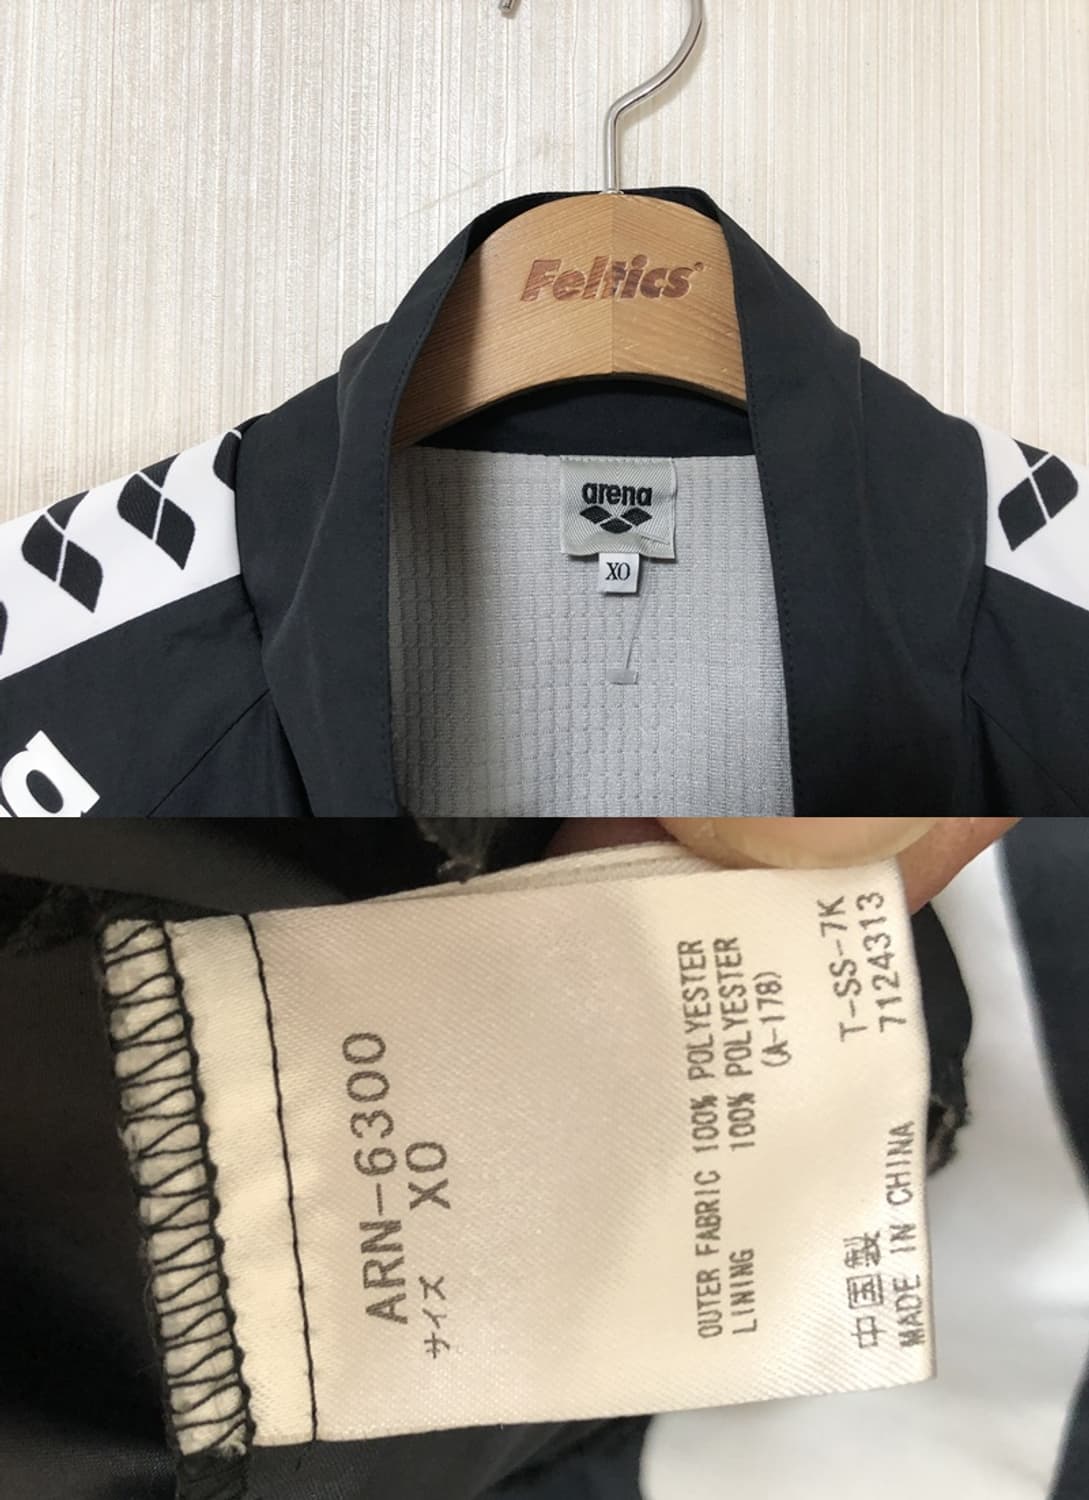 Feltics
arena
XO
a
ARN-6300
サイズ XO
OUTER FABRIC 100% POLYESTER
LINING 100% POLYESTER
(A-178)
T-SS-7K
7124313
中国製
MADE IN CHINA